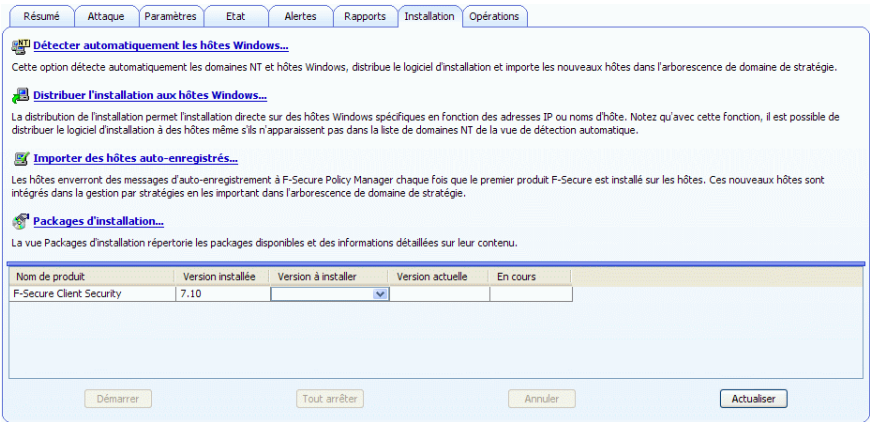 Résumé Attaque Paramètres Etat Alertes Rapports Installation Opérations
Détecter automatiquement les hôtes Windows...
Cette option détecte automatiquement les domaines NT et hôtes Windows, distribue le logiciel d'installation et importe les nouveaux hôtes dans l'arborescence de domaine de stratégie.
Distribuer l'installation aux hôtes Windows...
La distribution de l'installation permet l'installation directe sur des hôtes Windows spécifiques en fonction des adresses IP ou noms d'hôte. Notez qu'avec cette fonction, il est possible de
distribuer le logiciel d'installation à des hôtes même s'ils n'apparaissent pas dans la liste de domaines NT de la vue de détection automatique.
Importer des hôtes auto-enregistrés...
Les hôtes enverront des messages d'auto-enregistrement à F-Secure Policy Manager chaque fois que le premier produit F-Secure est installé sur les hôtes. Ces nouveaux hôtes sont
intégrés dans la gestion par stratégies en les important dans l'arborescence de domaine de stratégie.
Packages d'installation...
La vue Packages d'installation répertorie les packages disponibles et des informations détaillées sur leur contenu.
Nom de produit Version installée Version à installer Version actuelle En cours
F-Secure Client Security 7.10
Démarrer Tout arrêter Annuler Actualiser